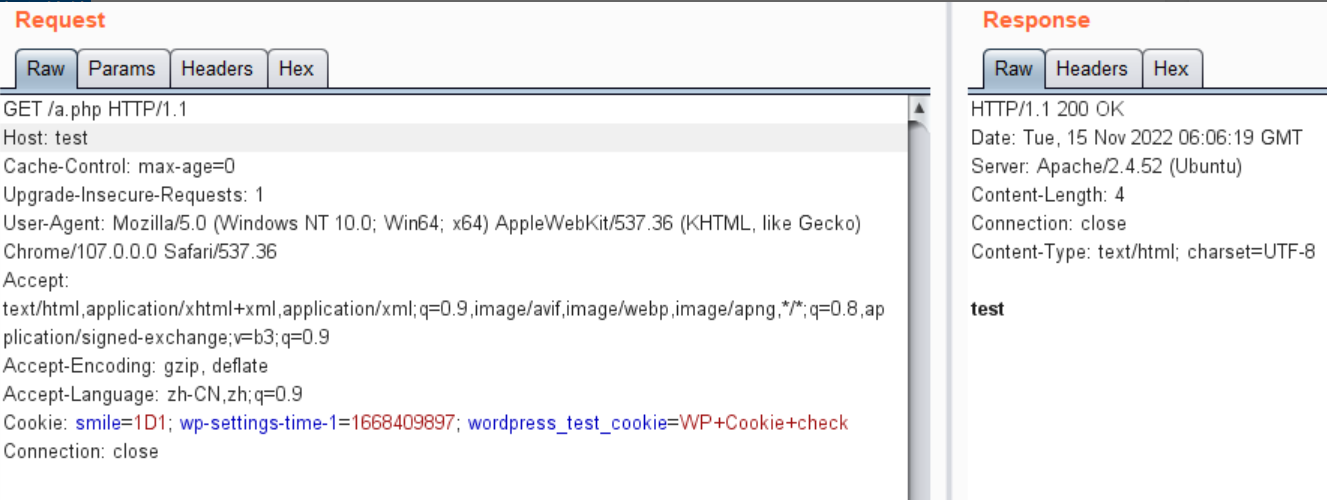 Request
Raw Params Headers Hex
GET /a.php HTTP/1.1
Host: test
Cache-Control: max-age=0
Upgrade-Insecure-Requests: 1
User-Agent: Mozilla/5.0 (Windows NT 10.0; Win64; x64) AppleWebKit/537.36 (KHTML, like Gecko)
Chrome/107.0.0.0 Safari/537.36
Accept:
text/html,application/xhtml+xml,application/xml;q=0.9,image/avif,image/webp,image/apng,*/*;q=0.8,ap
plication/signed-exchange;v=b3;q=0.9
Accept-Encoding: gzip, deflate
Accept-Language: zh-CN,zh;q=0.9
Cookie: smile=1D1; wp-settings-time-1=1668409897; wordpress_test_cookie=WP+Cookie+check
Connection: close
Response
Raw Headers Hex
HTTP/1.1 200 OK
Date: Tue, 15 Nov 2022 06:06:19 GMT
Server: Apache/2.4.52 (Ubuntu)
Content-Length: 4
Connection: close
Content-Type: text/html; charset=UTF-8
test